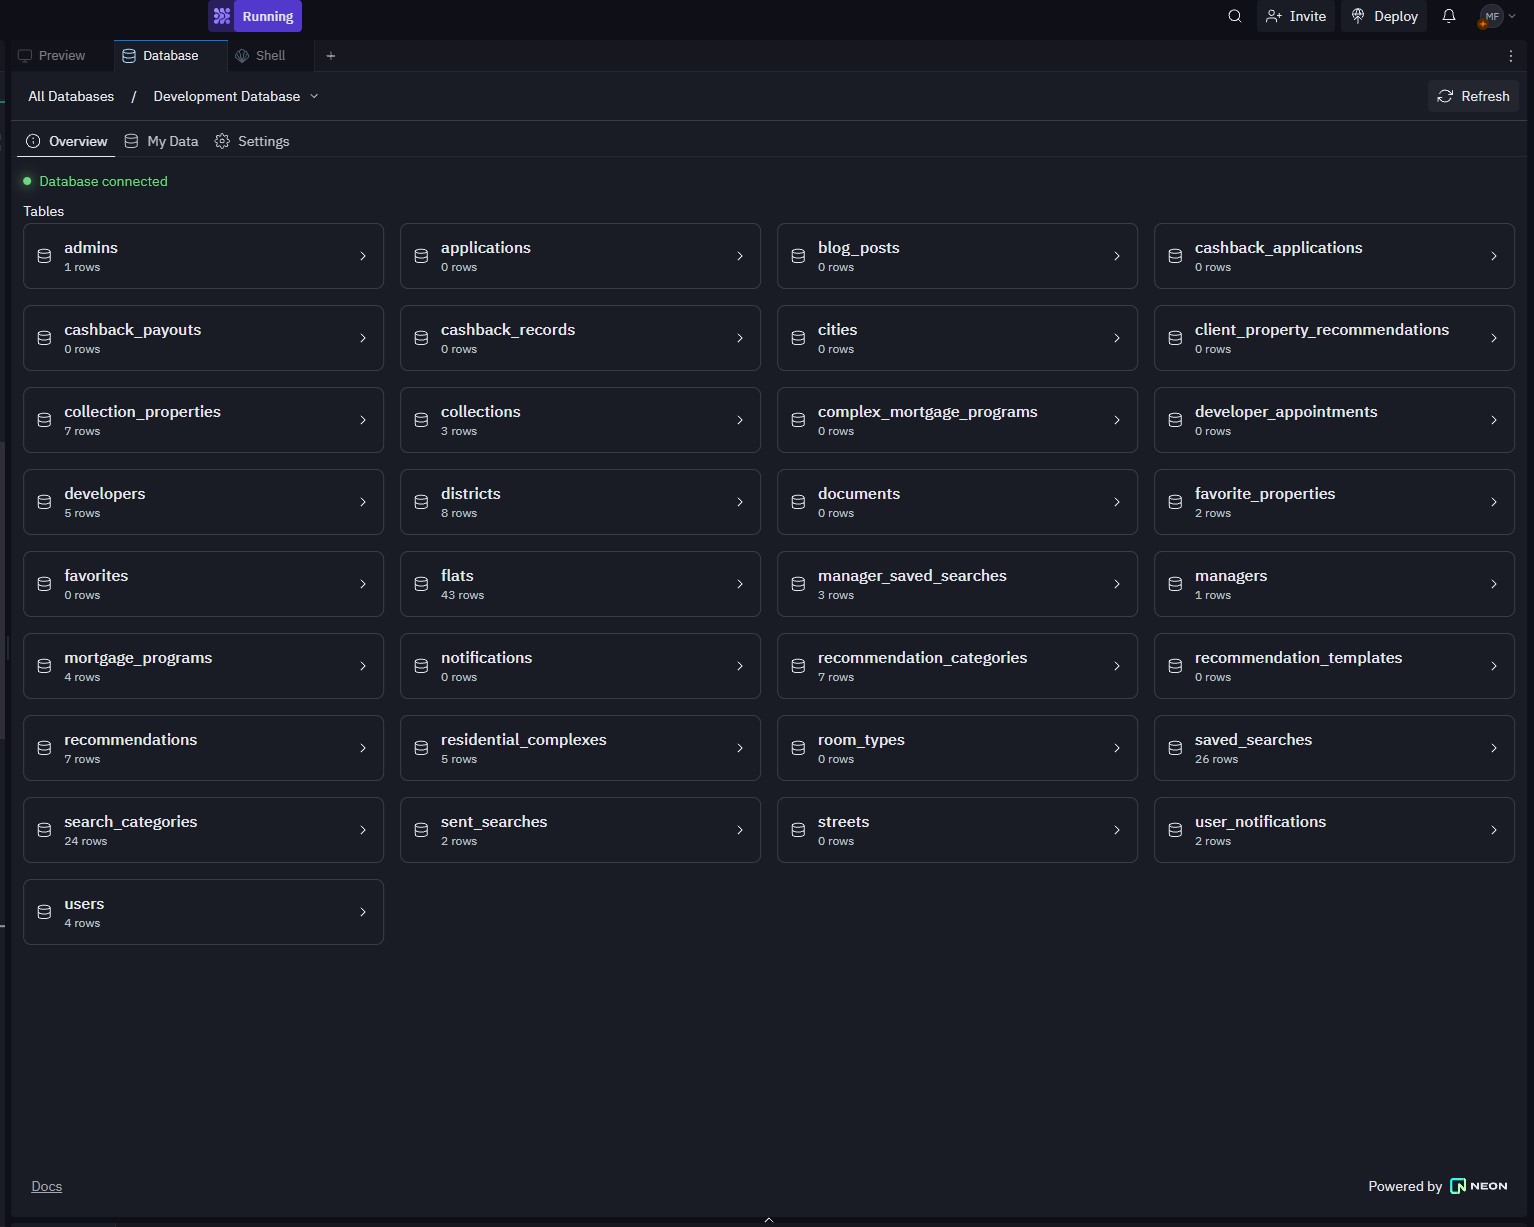 Running
Invite
Deploy
MF
Preview
Database
Shell
All Databases / Development Database
Refresh
Overview
My Data
Settings
Database connected
Tables
admins
1 rows
applications
0 rows
blog_posts
0 rows
cashback_applications
0 rows
cashback_payouts
0 rows
cashback_records
0 rows
cities
0 rows
client_property_recommendations
0 rows
collection_properties
7 rows
collections
3 rows
complex_mortgage_programs
0 rows
developer_appointments
0 rows
developers
5 rows
districts
8 rows
documents
0 rows
favorite_properties
2 rows
favorites
0 rows
flats
43 rows
manager_saved_searches
3 rows
managers
1 rows
mortgage_programs
4 rows
notifications
0 rows
recommendation_categories
7 rows
recommendation_templates
0 rows
recommendations
7 rows
residential_complexes
5 rows
room_types
0 rows
saved_searches
26 rows
search_categories
24 rows
sent_searches
2 rows
streets
0 rows
user_notifications
2 rows
users
4 rows
Docs
Powered by NEON